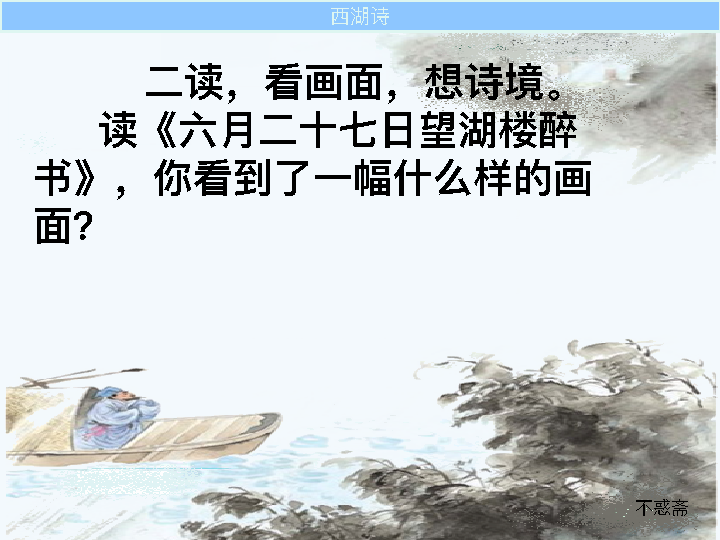 西湖诗
二读，看画面，想诗境。
读《六月二十七日望湖楼醉
书》，你看到了一幅什么样的画
面？
不惑斋